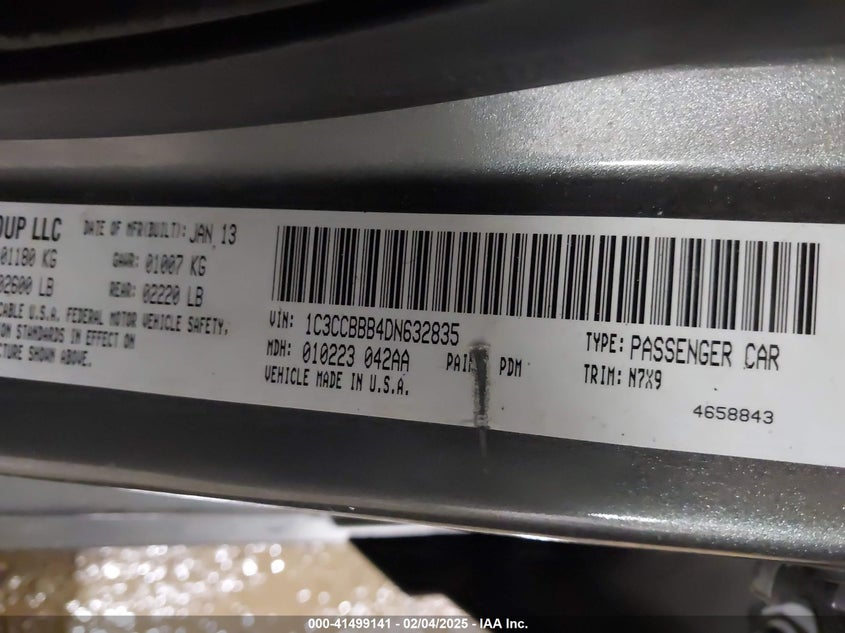 OUP LLC DATE OF MFR(BUILT): JAN 13
01180 KG GAWR: 01007 KG
02600 LB REAR: 02220 LB
CABLE U.S.A. FEDERAL MOTOR VEHICLE SAFETY,
ON STANDARDS IN EFFECT ON
CTURE SHOWN ABOVE.
VIN: 1C3CCBBB4DN632835
MDH: 010223 042AA PDM
VEHICLE MADE IN U.S.A.
TYPE: PASSENGER CAR
TRIM: N7X9
4658843
000-41499141 - 02/04/2025 - IAA Inc.